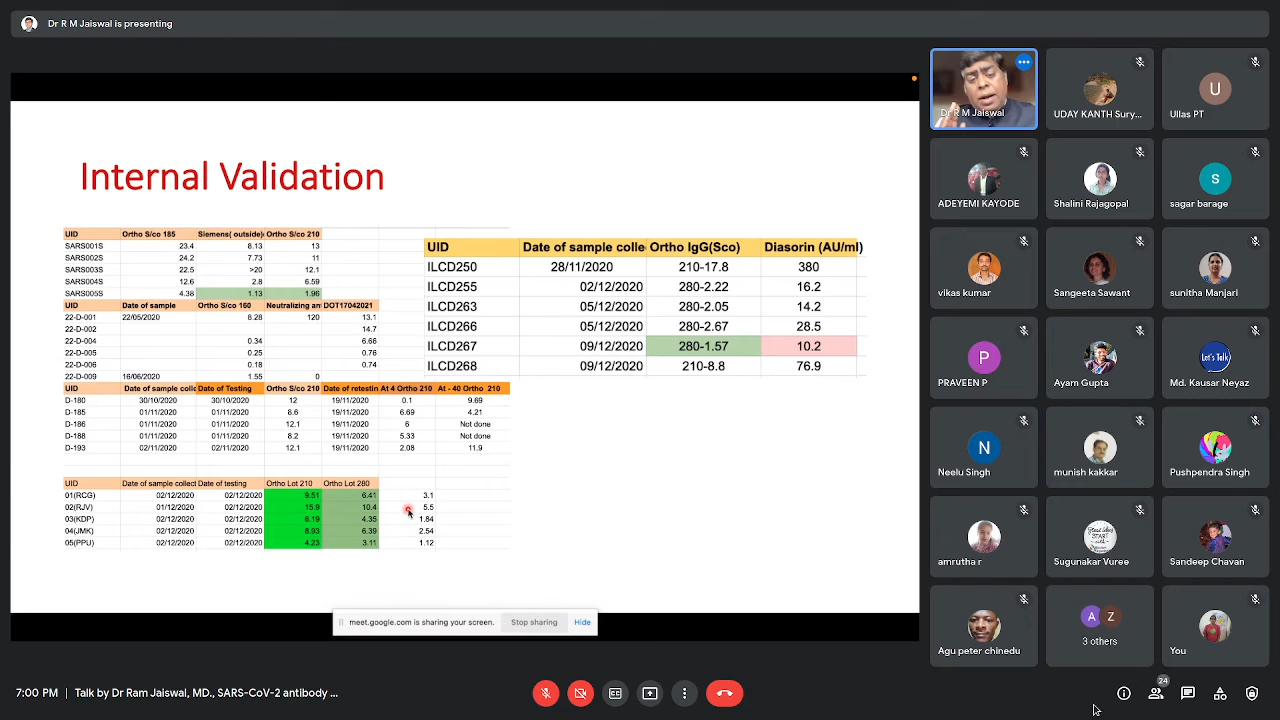 Dr R M Jaiswal is presenting
Internal Validation
UID Ortho S/co 185 Siemens( outside) Ortho S/co 210
SARS001S 23.4 8.13 13
SARS002S 24.2 7.73 11
SARS003S 22.5 >20 12.1
SARS004S 12.6 2.8 6.59
SARS005S 4.38 1.13 1.96
UID Date of sample Ortho S/co 160 Neutralizing an DOT17042021
22-D-001 22/05/2020 8.28 120 13.1
22-D-002 14.7
22-D-004 0.34 6.66
22-D-005 0.25 0.76
22-D-006 0.18 0.74
22-D-009 16/06/2020 1.55 0
UID Date of sample collec Date of Testing Ortho S/co 210 Date of retestin At 4 Ortho 210 At - 40 Ortho 210
D-180 30/10/2020 30/10/2020 12 19/11/2020 0.1 9.69
D-185 01/11/2020 01/11/2020 8.6 19/11/2020 6.69 4.21
D-186 01/11/2020 01/11/2020 12.1 19/11/2020 6 Not done
D-188 01/11/2020 01/11/2020 8.2 19/11/2020 5.33 Not done
D-193 02/11/2020 02/11/2020 12.1 19/11/2020 2.08 11.9
UID Date of sample collect Date of testing Ortho Lot 210 Ortho Lot 280
01(RCG) 02/12/2020 02/12/2020 9.51 6.41 3.1
02(RJV) 01/12/2020 02/12/2020 15.9 10.4 5.5
03(KDP) 02/12/2020 02/12/2020 6.19 4.35 1.84
04(JMK) 02/12/2020 02/12/2020 8.93 6.39 2.54
05(PPU) 02/12/2020 02/12/2020 4.23 3.11 1.12
UID Date of sample colle Ortho IgG(Sco) Diasorin (AU/ml)
ILCD250 28/11/2020 210-17.8 380
ILCD255 02/12/2020 280-2.22 16.2
ILCD263 05/12/2020 280-2.05 14.2
ILCD266 05/12/2020 280-2.67 28.5
ILCD267 09/12/2020 280-1.57 10.2
ILCD268 09/12/2020 210-8.8 76.9
meet.google.com is sharing your screen. Stop sharing Hide
Dr R M Jaiswal
UDAY KANTH Sury...
U
Ullas PT
ADEYEMI KAYODE
Shalini Rajgopal
S
sagar barage
vikas kumar
Sangeeta Sawant
sunitha Manjari
P
PRAVEEN P
Ayan Roy
Let's Talk
N
Neelu Singh
munish kakkar
Pushpendra Singh
amruthar r
Sugunakar Vuree
Sandeep Chavan
Agu peter chinedu
A Z
3 others
You
7:00 PM | Talk by Dr Ram Jaiswal, MD., SARS-CoV-2 antibody ...
24